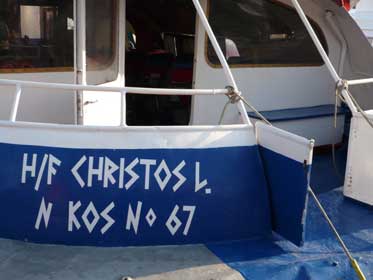 H/F CHRISTOS L.
N KOS No 67